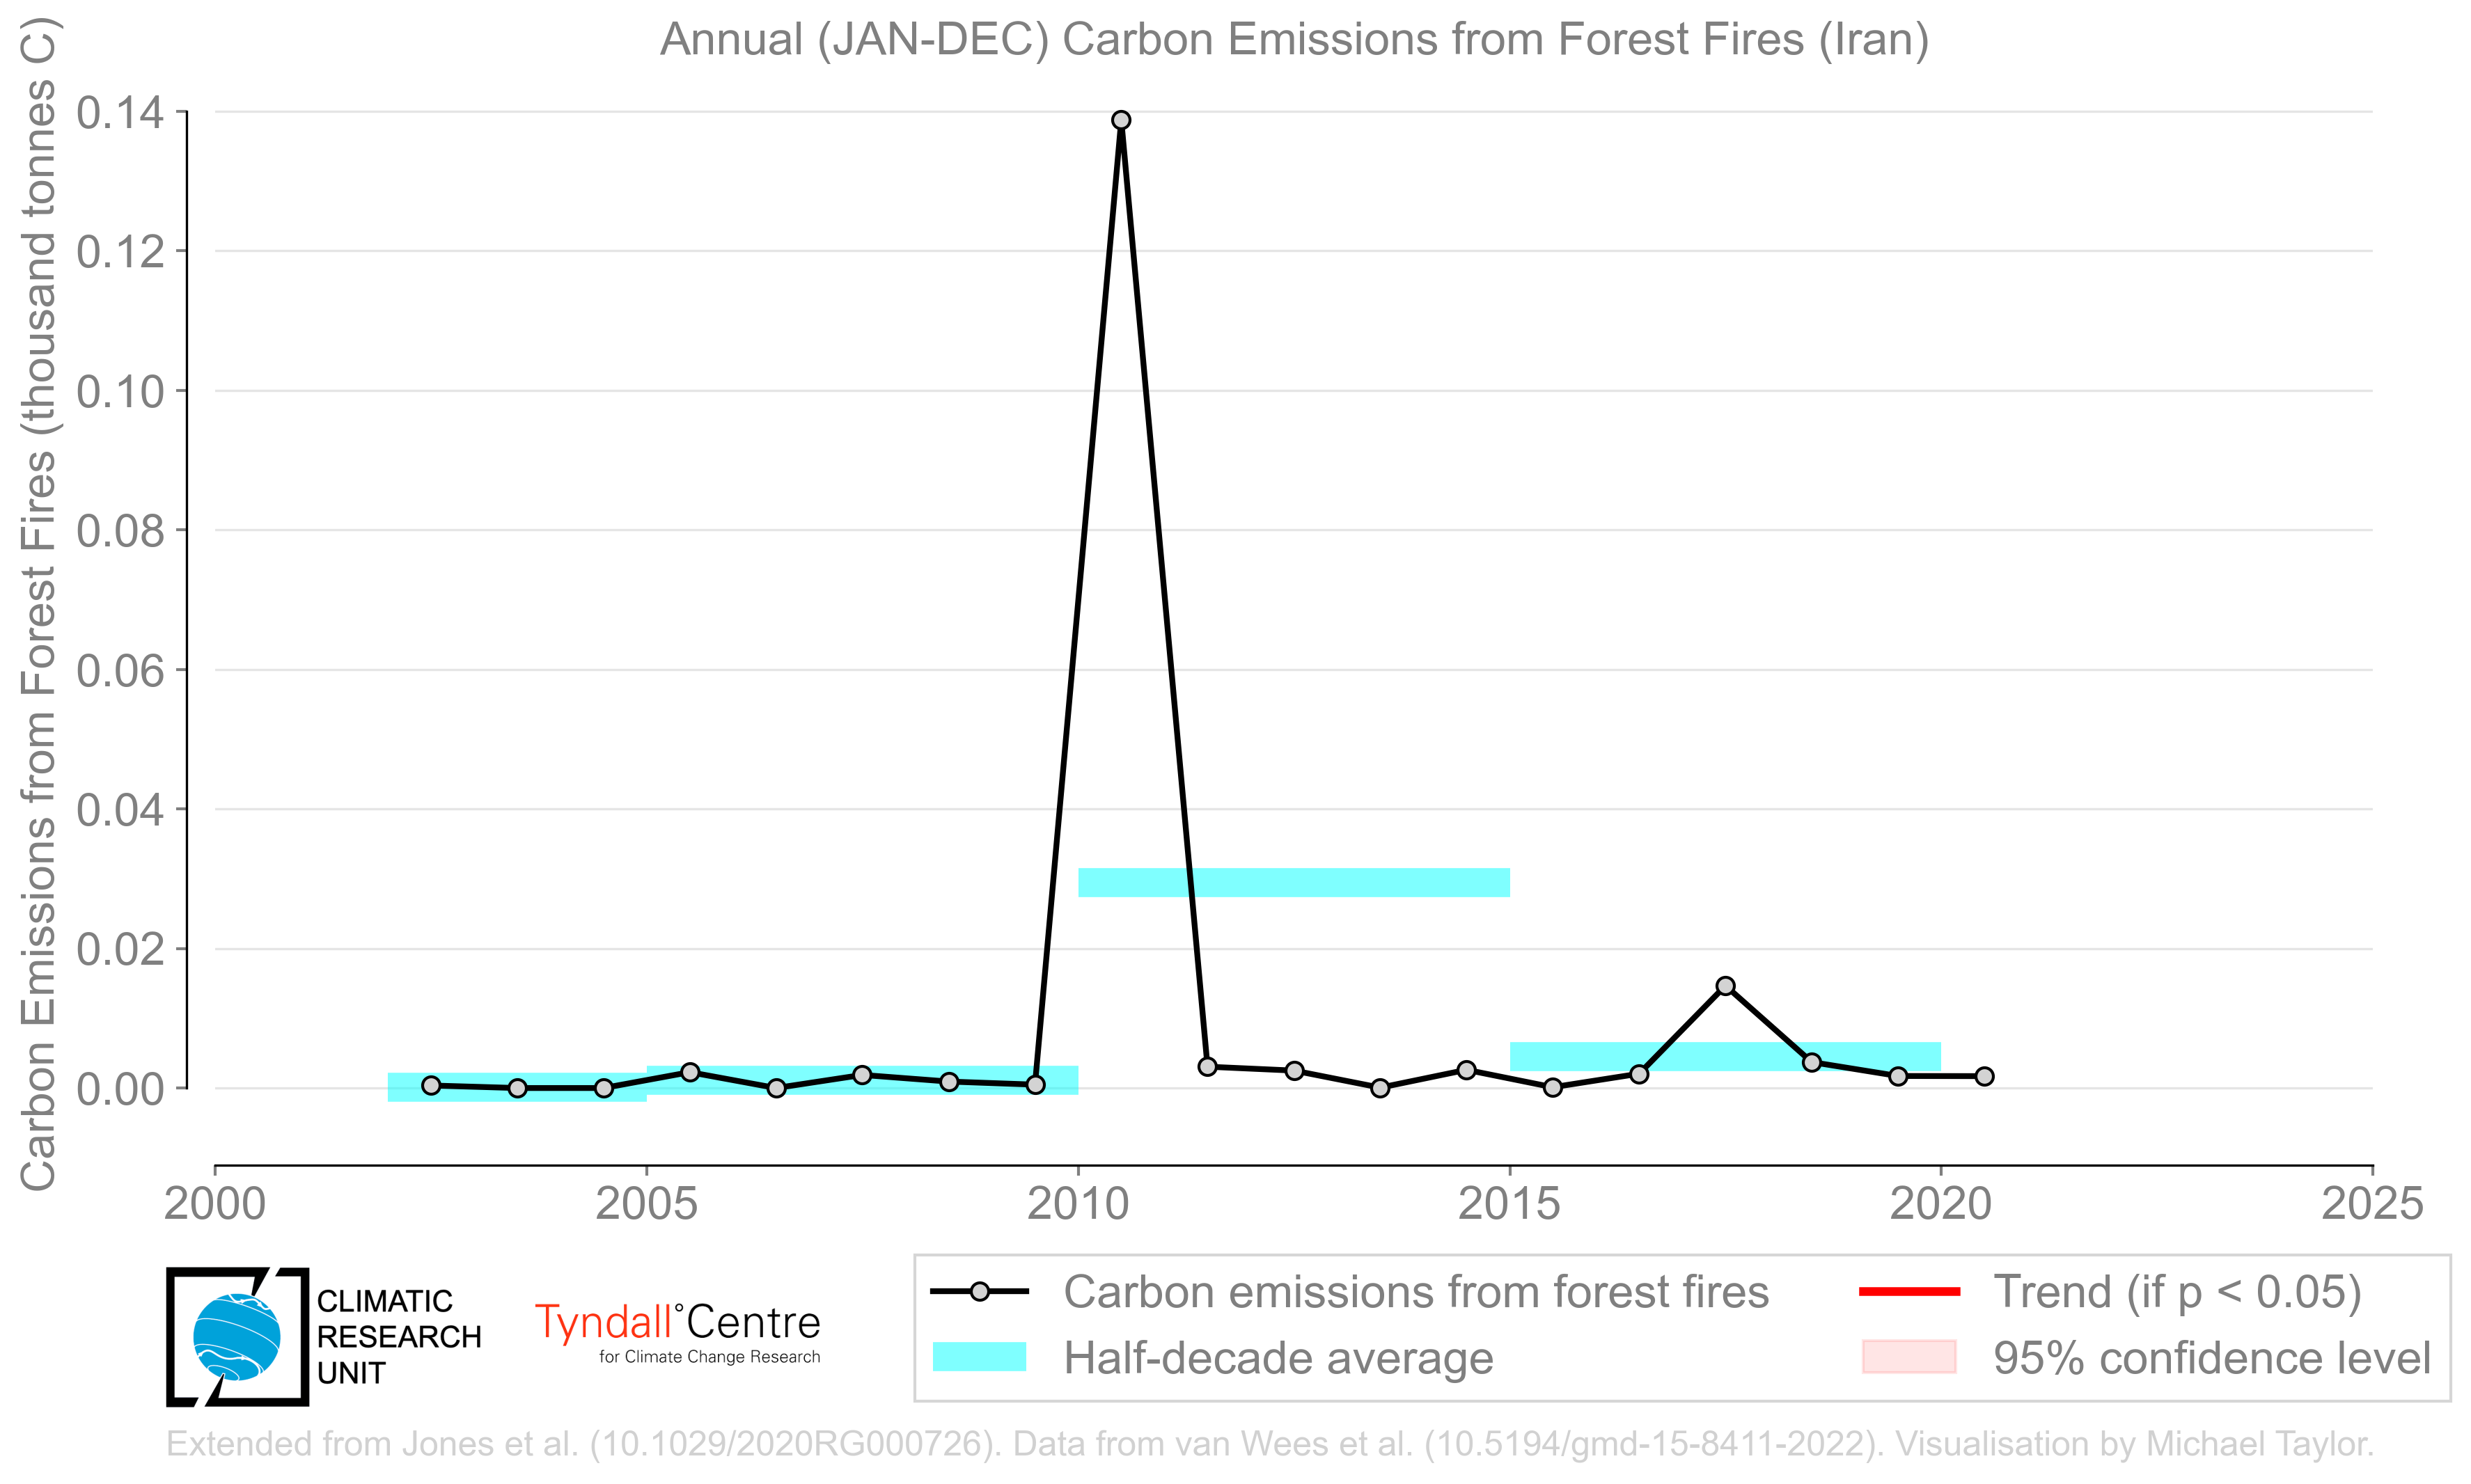 Annual (JAN-DEC) Carbon Emissions from Forest Fires (Iran)
Carbon Emissions from Forest Fires (thousand tonnes C)
0.14
0.12
0.10
0.08
0.06
0.04
0.02
0.00
2000 2005 2010 2015 2020 2025
CLIMATIC
RESEARCH
UNIT
Tyndall°Centre
for Climate Change Research
Carbon emissions from forest fires
Half-decade average
Trend (if p < 0.05)
95% confidence level
Extended from Jones et al. (10.1029/2020RG000726). Data from van Wees et al. (10.5194/gmd-15-8411-2022). Visualisation by Michael Taylor.